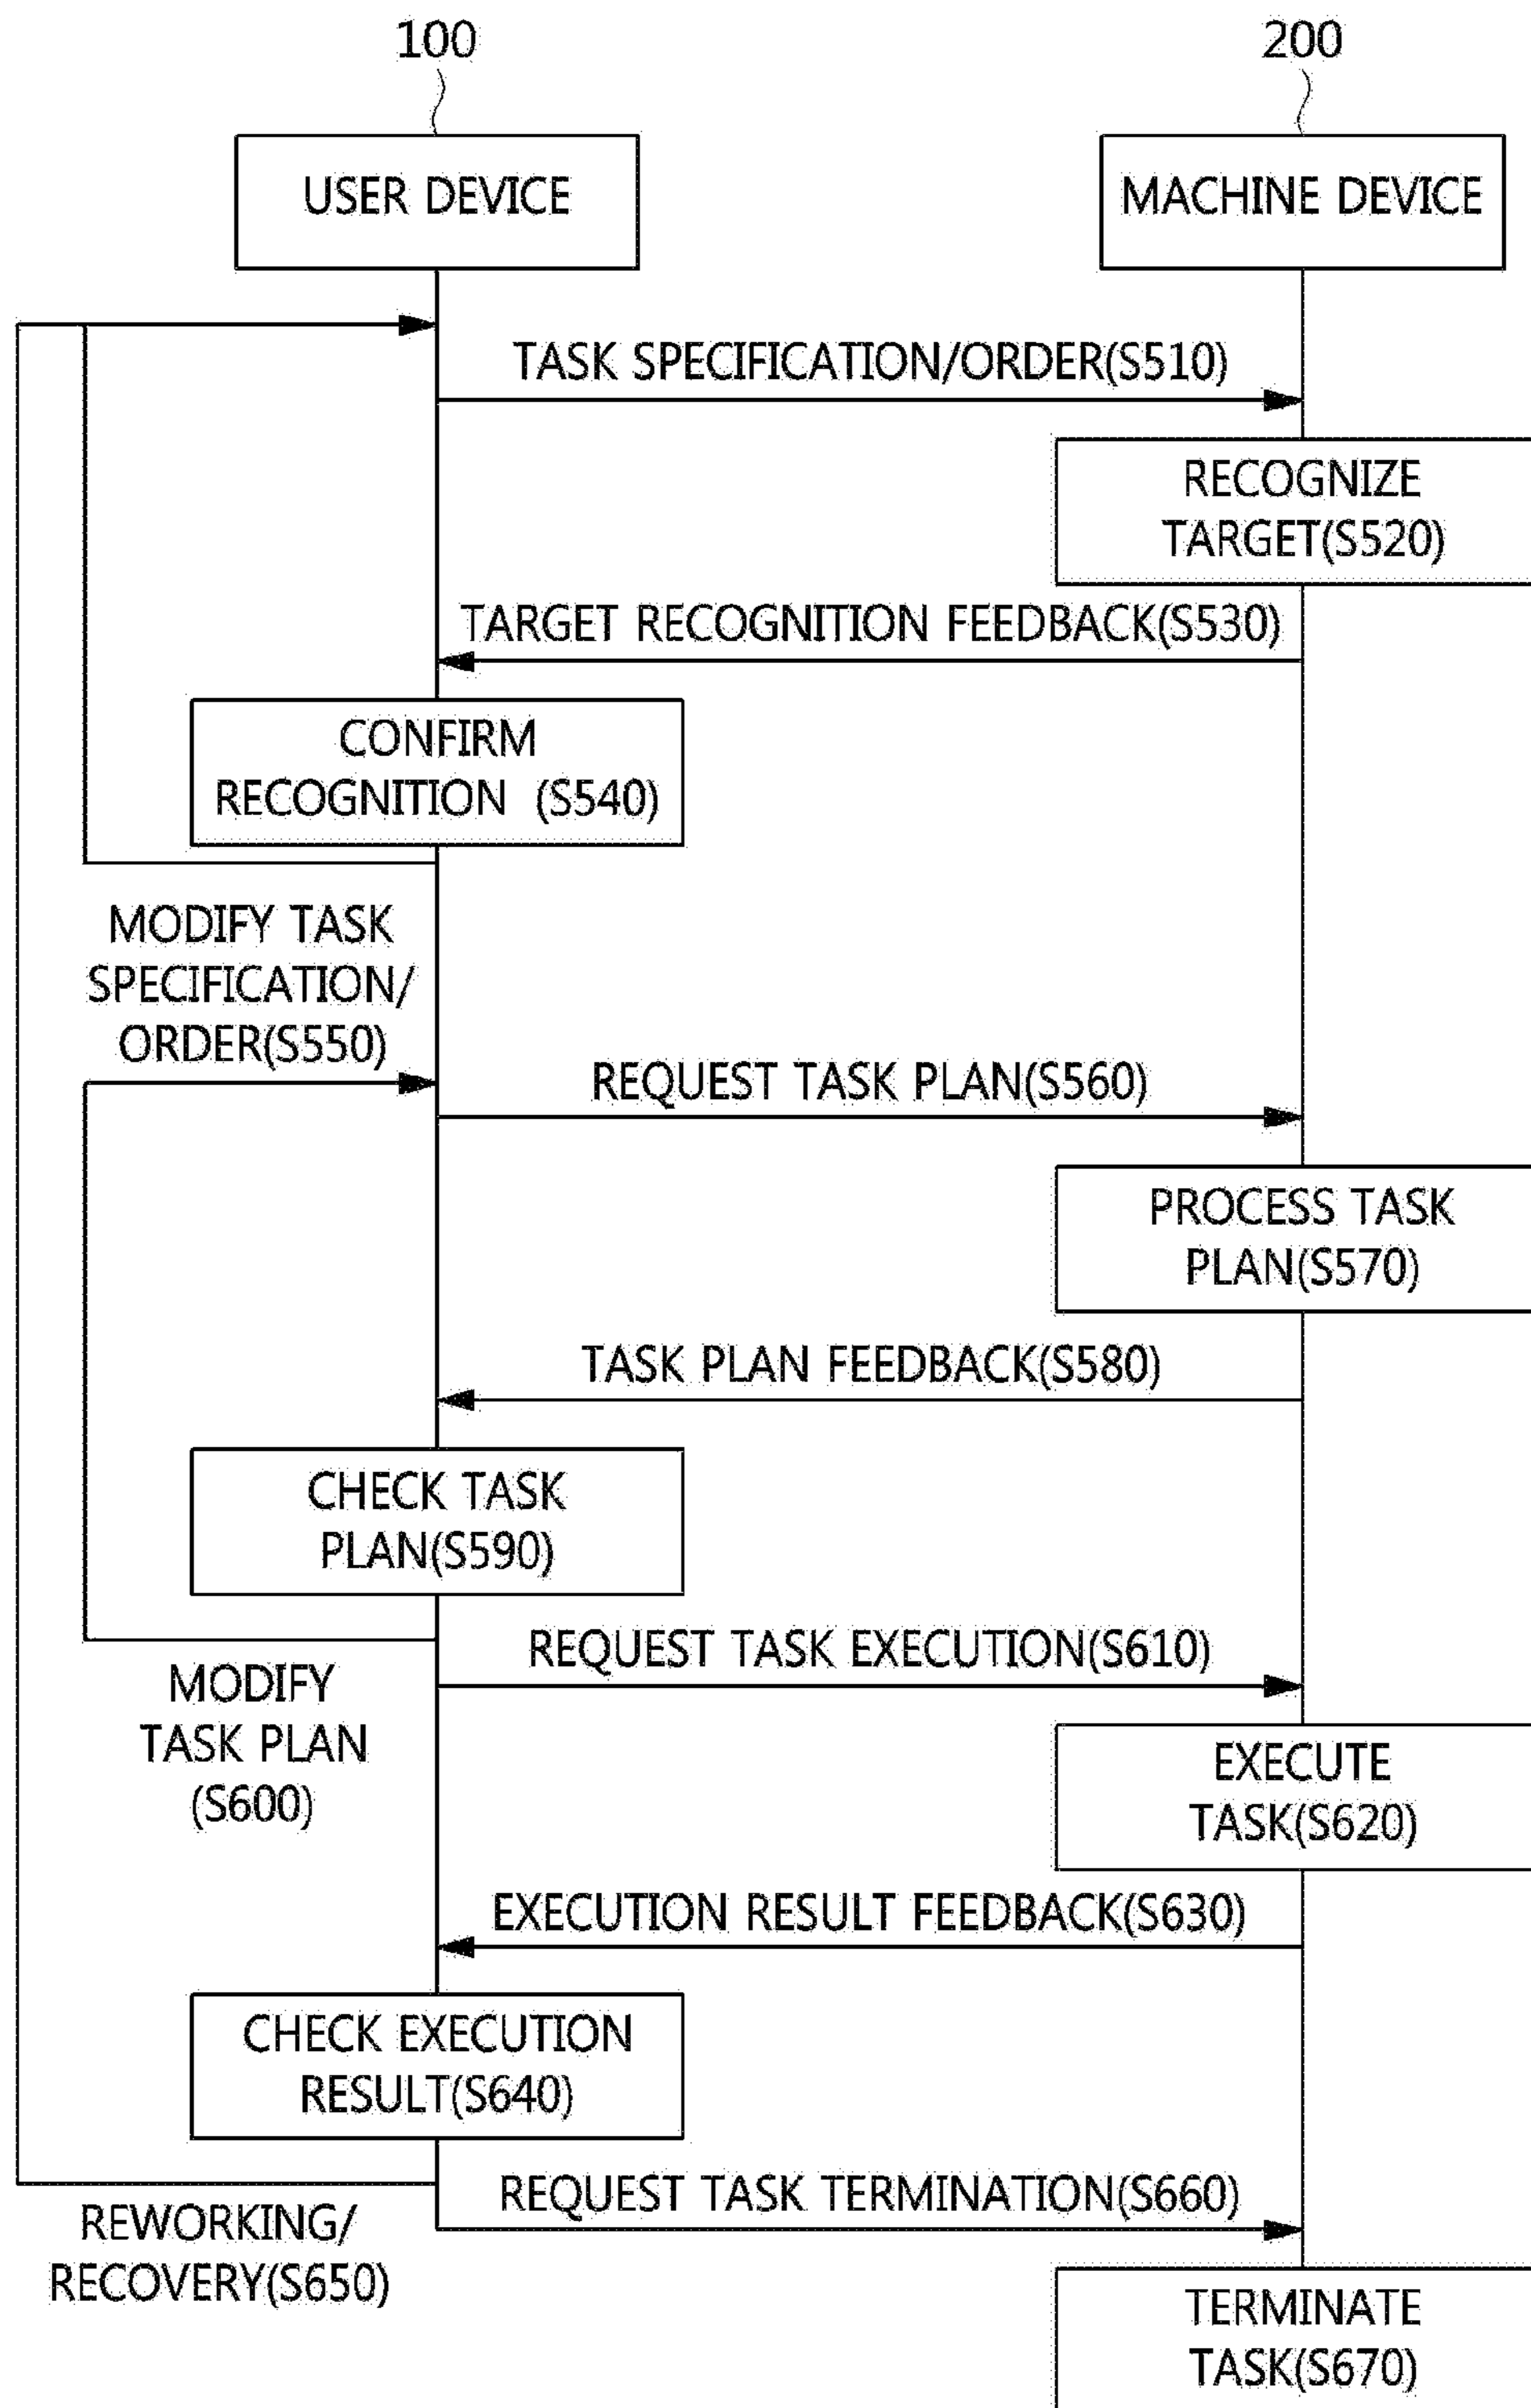 100
200
USER DEVICE
MACHINE DEVICE
TASK SPECIFICATION/ORDER(S510)
RECOGNIZE
TARGET(S520)
TARGET RECOGNITION FEEDBACK(S530)
CONFIRM
RECOGNITION (S540)
MODIFY TASK
SPECIFICATION/
ORDER(S550)
REQUEST TASK PLAN(S560)
PROCESS TASK
PLAN(S570)
TASK PLAN FEEDBACK(S580)
CHECK TASK
PLAN(S590)
MODIFY
TASK PLAN
(S600)
REQUEST TASK EXECUTION(S610)
EXECUTE
TASK(S620)
EXECUTION RESULT FEEDBACK(S630)
CHECK EXECUTION
RESULT(S640)
REWORKING/
RECOVERY(S650)
REQUEST TASK TERMINATION(S660)
TERMINATE
TASK(S670)